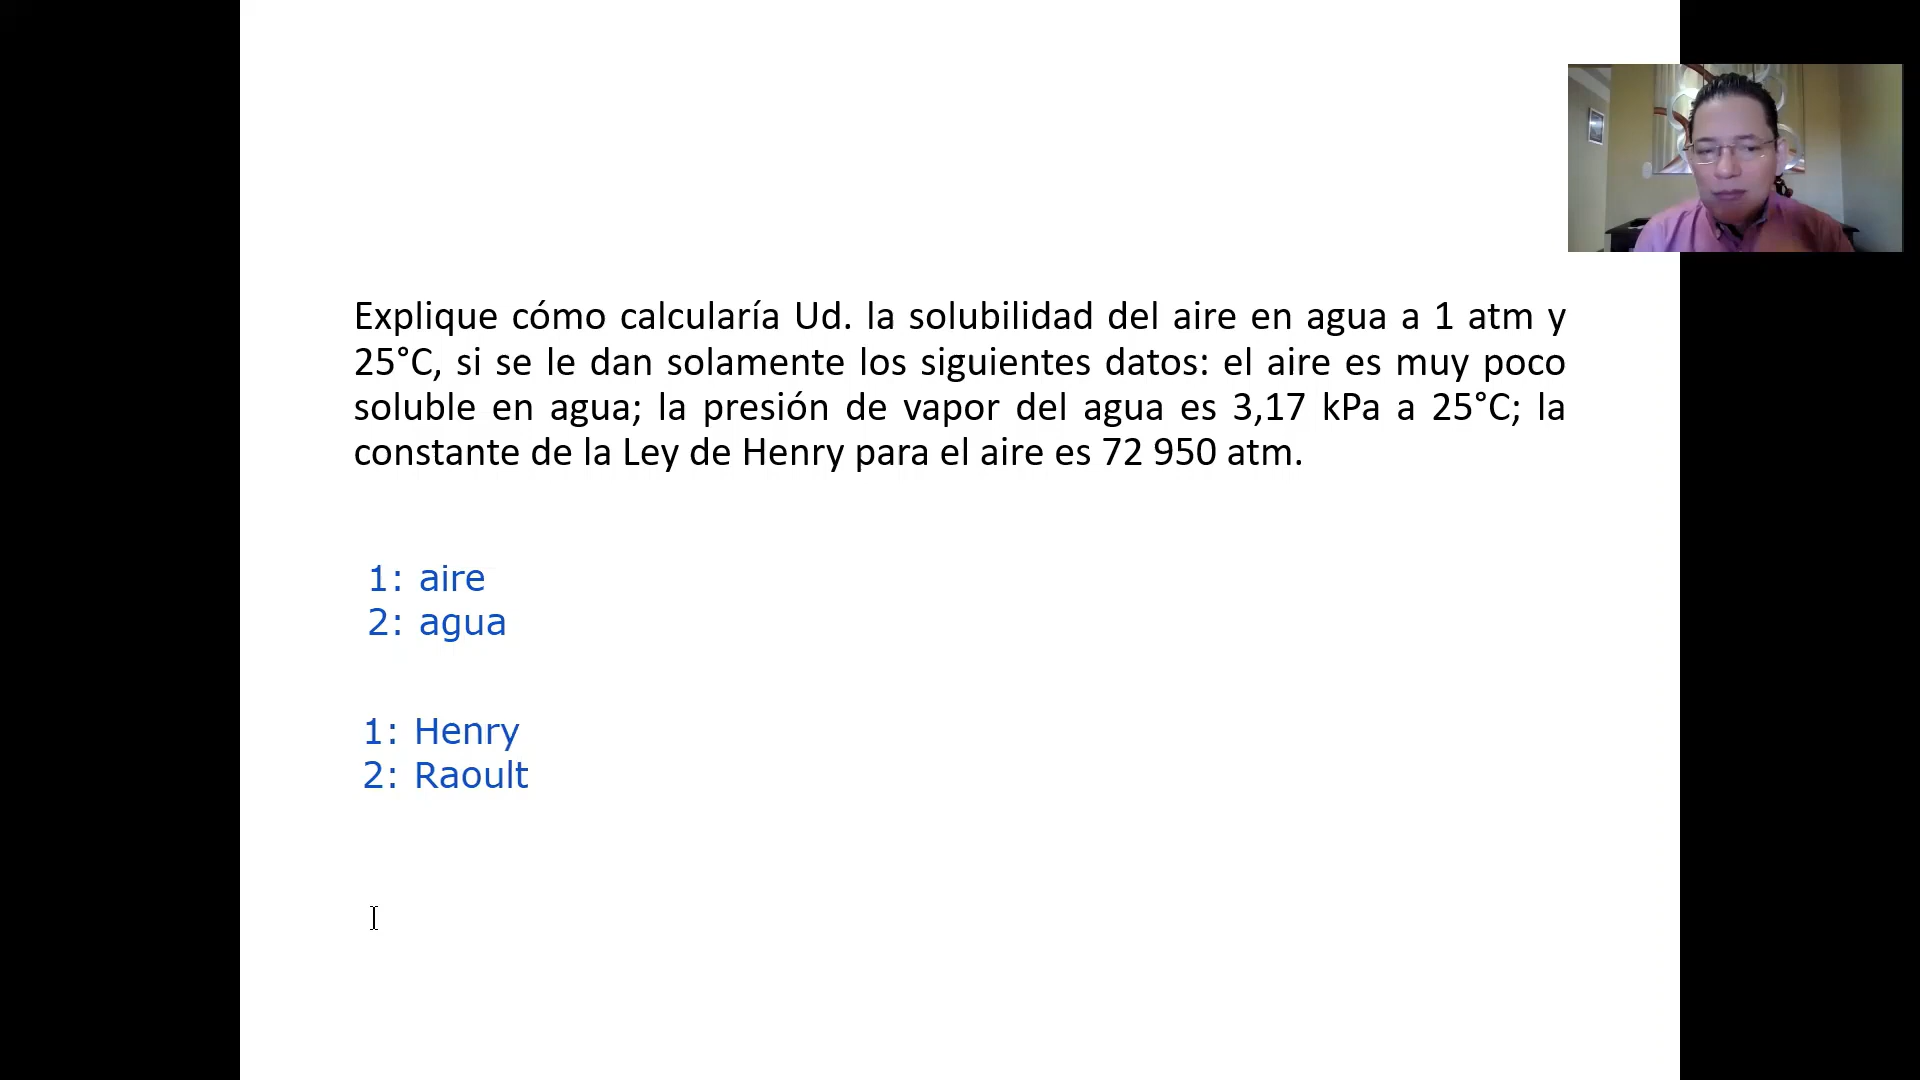 Explique cómo calcularía Ud. la solubilidad del aire en agua a 1 atm y
25°C, si se le dan solamente los siguientes datos: el aire es muy poco
soluble en agua; la presión de vapor del agua es 3,17 kPa a 25°C; la
constante de la Ley de Henry para el aire es 72 950 atm.
1: aire
2: agua
1: Henry
2: Raoult